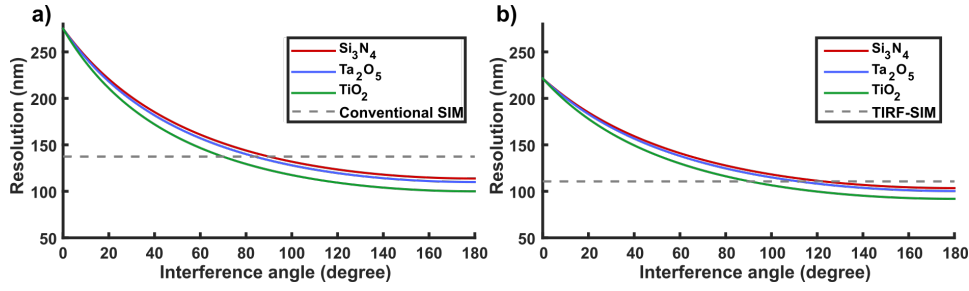 a)
Resolution (nm)
250
200
150
100
50
0 20 40 60 80 100 120 140 160 180
Interference angle (degree)
Si₃N₄
Ta₂O₅
TiO₂
Conventional SIM
b)
Resolution (nm)
250
200
150
100
50
0 20 40 60 80 100 120 140 160 180
Interference angle (degree)
Si₃N₄
Ta₂O₅
TiO₂
TIRF-SIM